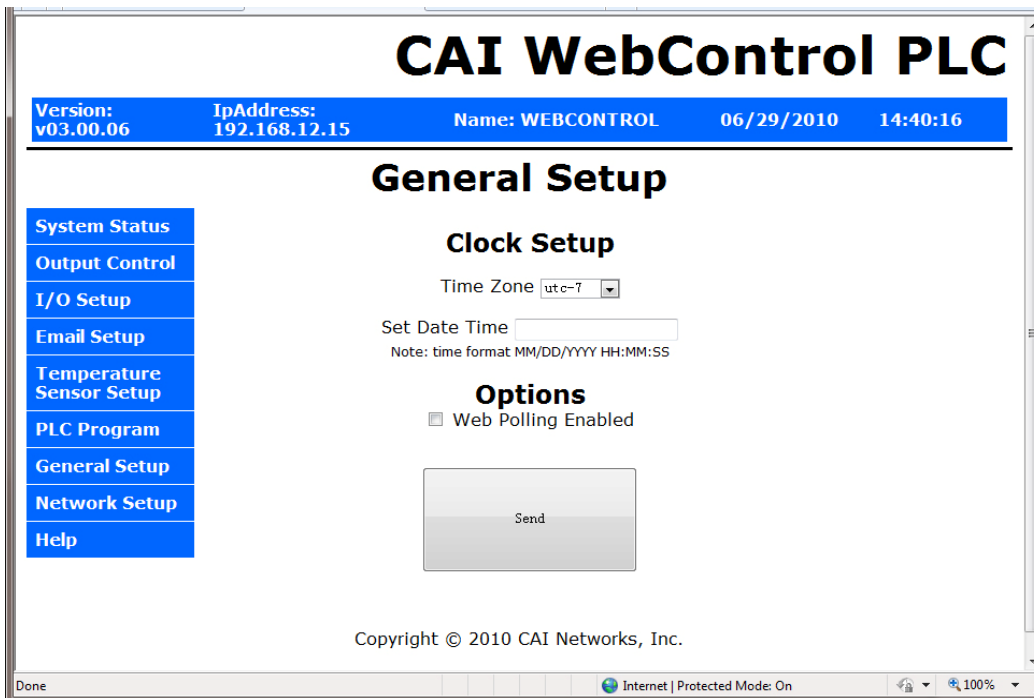 CAI WebControl PLC
Version: v03.00.06
IpAddress: 192.168.12.15
Name: WEBCONTROL
06/29/2010
14:40:16
General Setup
System Status
Output Control
I/O Setup
Email Setup
Temperature
Sensor Setup
PLC Program
General Setup
Network Setup
Help
Clock Setup
Time Zone utc-7
Set Date Time
Note: time format MM/DD/YYYY HH:MM:SS
Options
Web Polling Enabled
Send
Copyright © 2010 CAI Networks, Inc.
Done
Internet | Protected Mode: On
100%